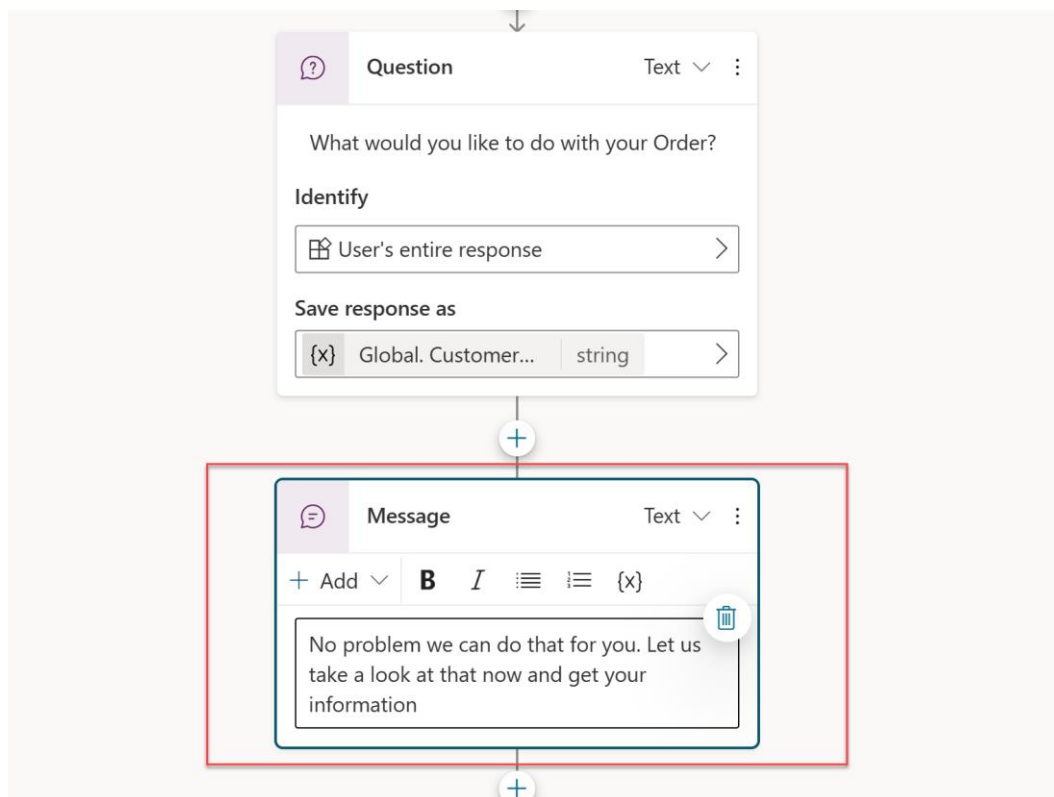 Question Text
What would you like to do with your Order?
Identify
User's entire response
Save response as
{x} Global. Customer... string
Message Text
+ Add B I {x}
No problem we can do that for you. Let us
take a look at that now and get your
information